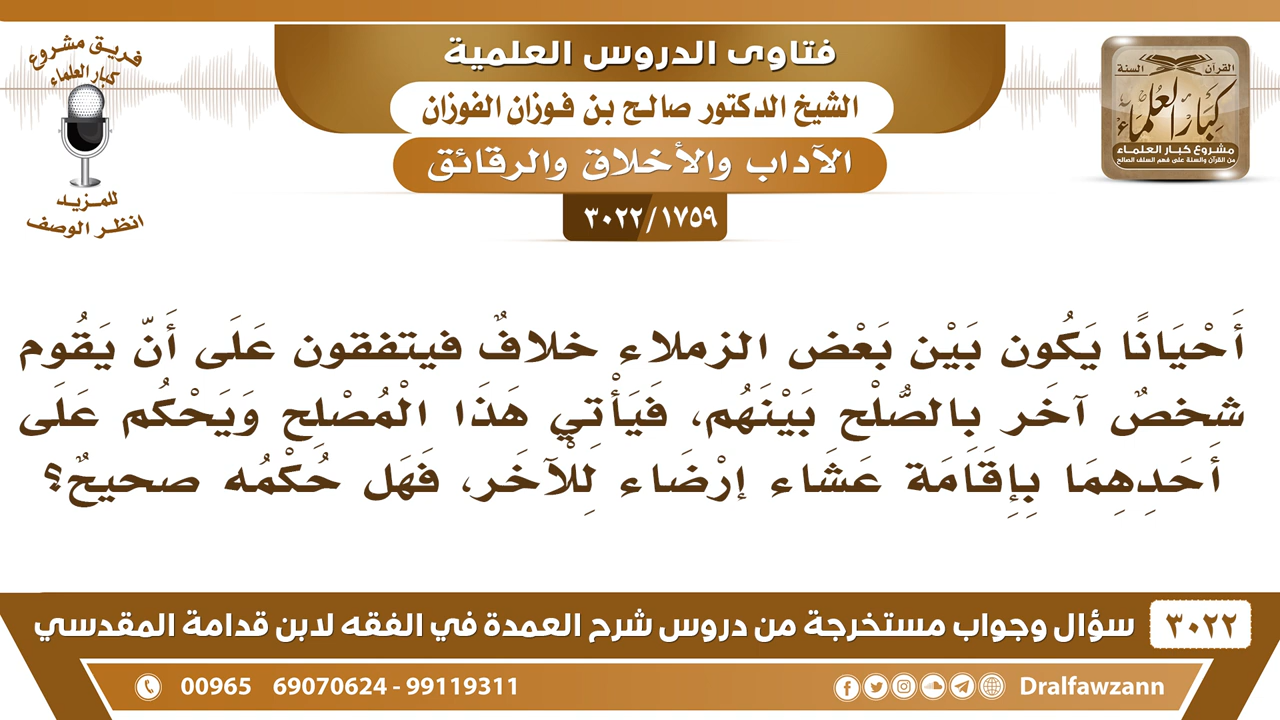 فتاوى الدروس العلمية
الشيخ الدكتور صالح بن فوزان الفوزان
الآداب والأخلاق والرقائق
٣٠٢٢/١٧٥٩
فريق مشروع
كبار العلماء
للمزيد
انظر الوصف
القرآن السنة
كبار العلماء
مشروع كبار العلماء
من القرآن والسنة على فهم السلف الصالح
أَحْيَانًا يَكُون بَيْن بَعْض الزملاء خلافٌ فيتفقون عَلَى أَنّ يَقُوم
شخصٌ آخَر بالصُّلْح بَيْنَهُم، فَيَأْتِي هَذَا الْمُصْلِح وَيَحْكُم عَلَى
أَحَدِهِمَا بِإِقَامَة عَشَاء إرْضَاء لِلْآخَر، فَهَل حُكْمُه صحيحٌ؟
٣٠٢٢ سؤال وجواب مستخرجة من دروس شرح العمدة في الفقه لابن قدامة المقدسي
00965 69070624 - 99119311
Dralfawzann